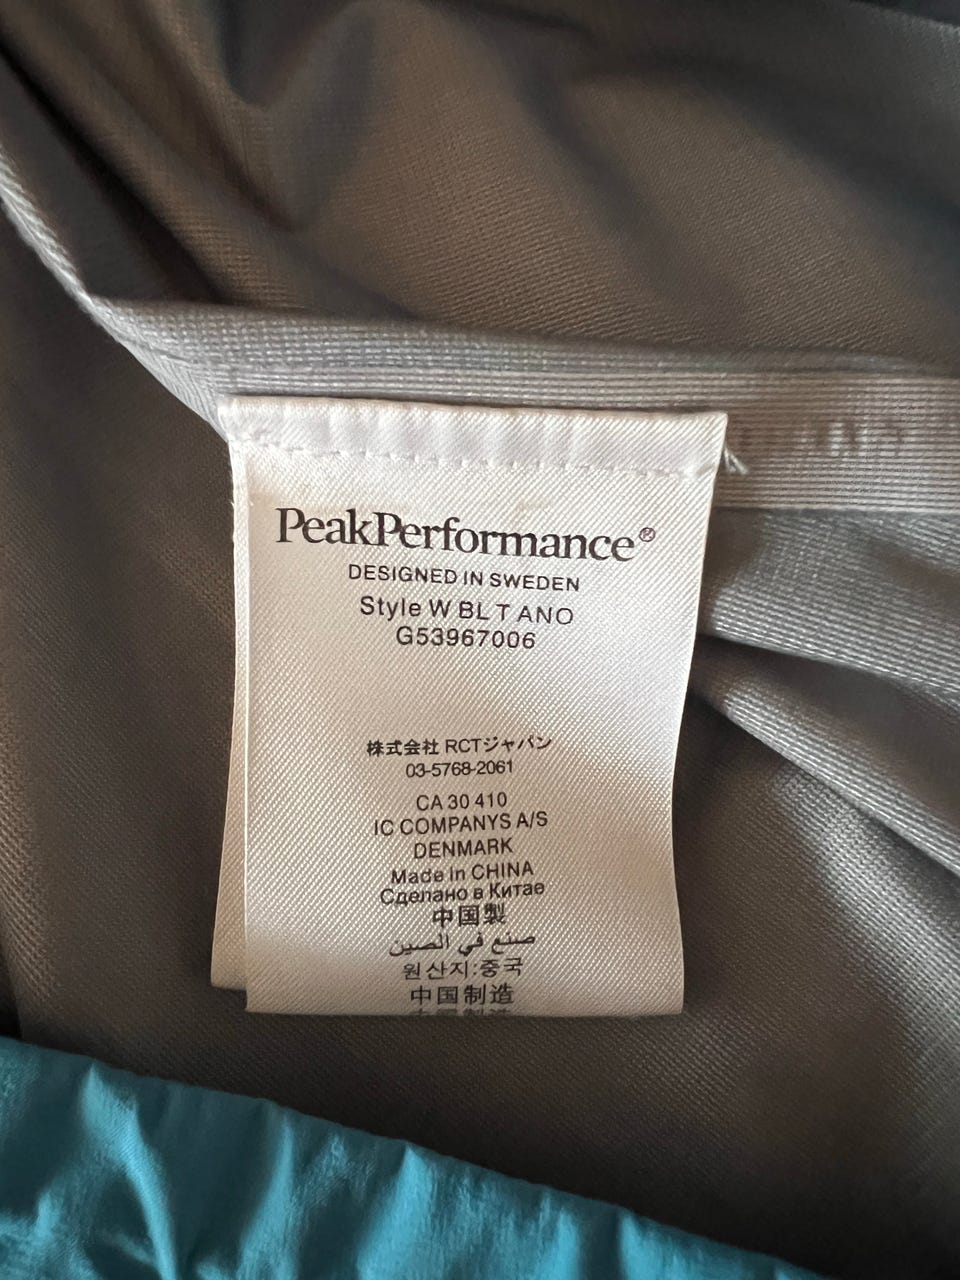 PeakPerformance®
DESIGNED IN SWEDEN
Style W BL T ANO
G53967006
株式会社 RCTジャパン
03-5768-2061
CA 30 410
IC COMPANYS A/S
DENMARK
Made in CHINA
Сделано в Китае
中国製
صنع في الصين
원산지:중국
中国制造